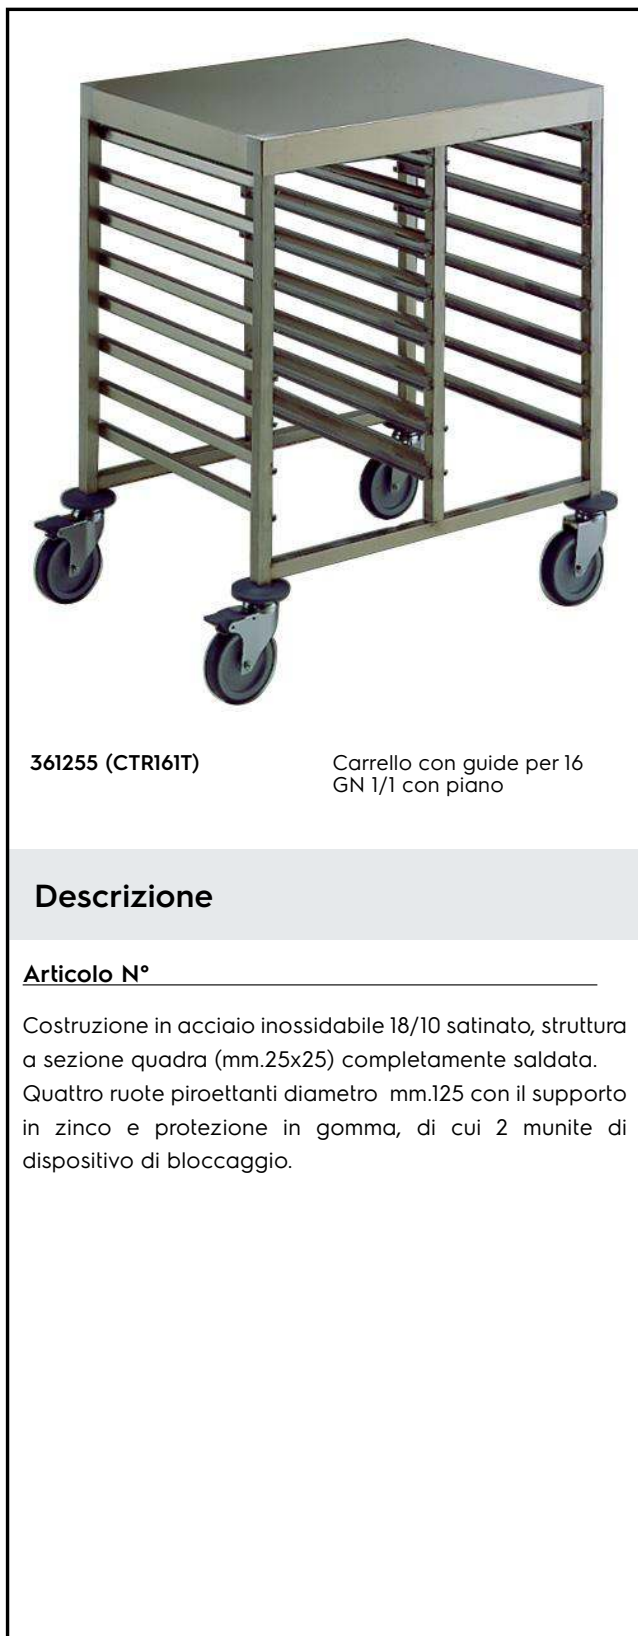 361255 (CTR161T)
Carrello con guide per 16
GN 1/1 con piano
Descrizione
Articolo N°
Costruzione in acciaio inossidabile 18/10 satinato, struttura
a sezione quadra (mm.25x25) completamente saldata.
Quattro ruote piroettanti diametro mm.125 con il supporto
in zinco e protezione in gomma, di cui 2 munite di
dispositivo di bloccaggio.